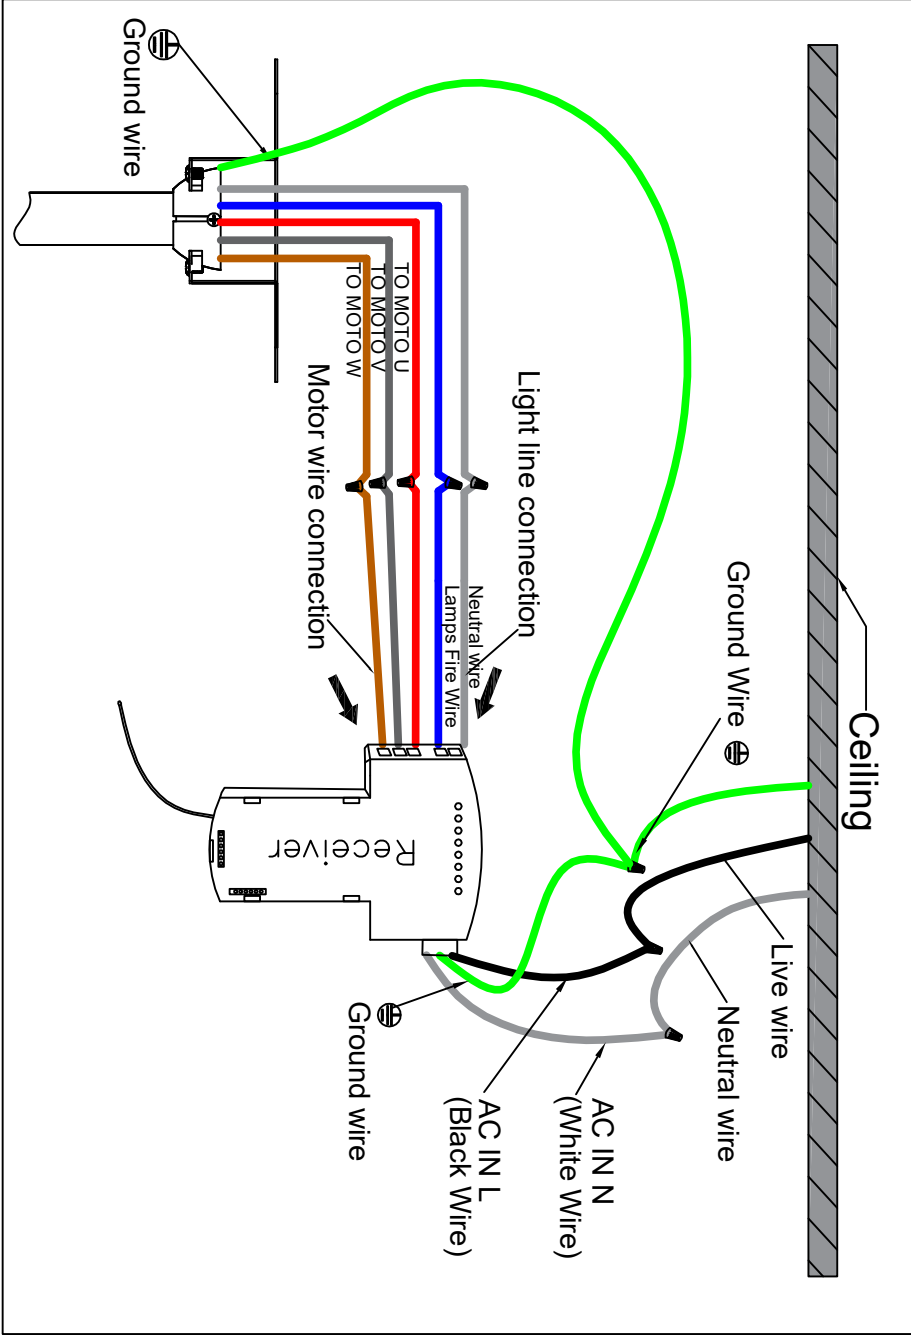 Ceiling
Ground Wire
Live wire
Neutral wire
AC IN N
(White Wire)
AC IN L
(Black Wire)
Ground wire
Light line connection
Neutral wire
Lamps Fire Wire
TO MOTO U
TO MOTO V
TO MOTO W
Motor wire connection
Ground wire
Receiver